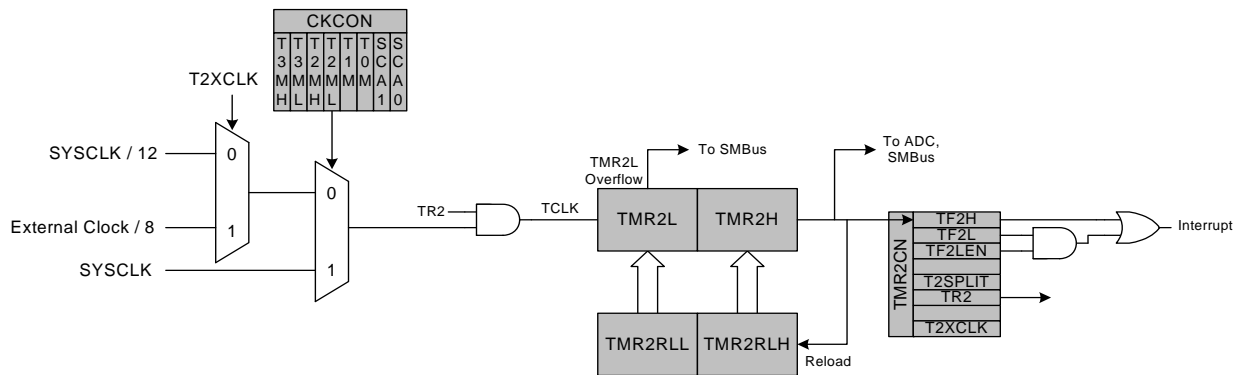 CKCON
T3MH
T3ML
T2MH
T2ML
T1M
T0M
SCA1
SCA0
T2XCLK
SYSCLK / 12
0
External Clock / 8
1
SYSCLK
0
1
TR2
TCLK
TMR2L
Overflow
To SMBus
To ADC,
SMBus
TMR2L
TMR2H
TMR2RLL
TMR2RLH
Reload
TMR2CN
TF2H
TF2L
TF2LEN
T2SPLIT
TR2
T2XCLK
Interrupt